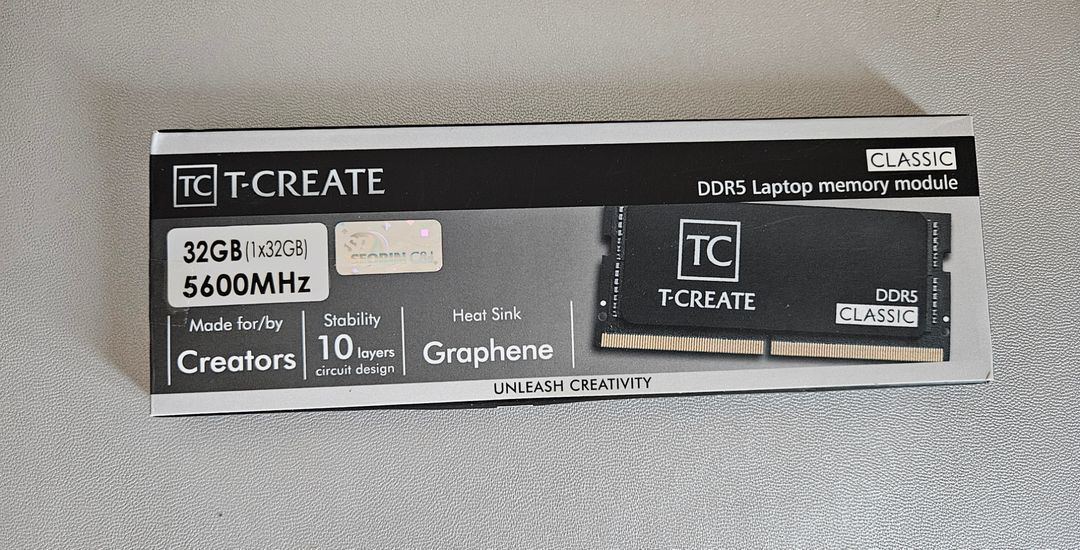 TC T-CREATE
CLASSIC
DDR5 Laptop memory module
32GB (1x32GB)
5600MHz
SEORIN C&I
Made for/by
Creators
Stability
10 layers
circuit design
Heat Sink
Graphene
TC
T-CREATE
DDR5
CLASSIC
UNLEASH CREATIVITY